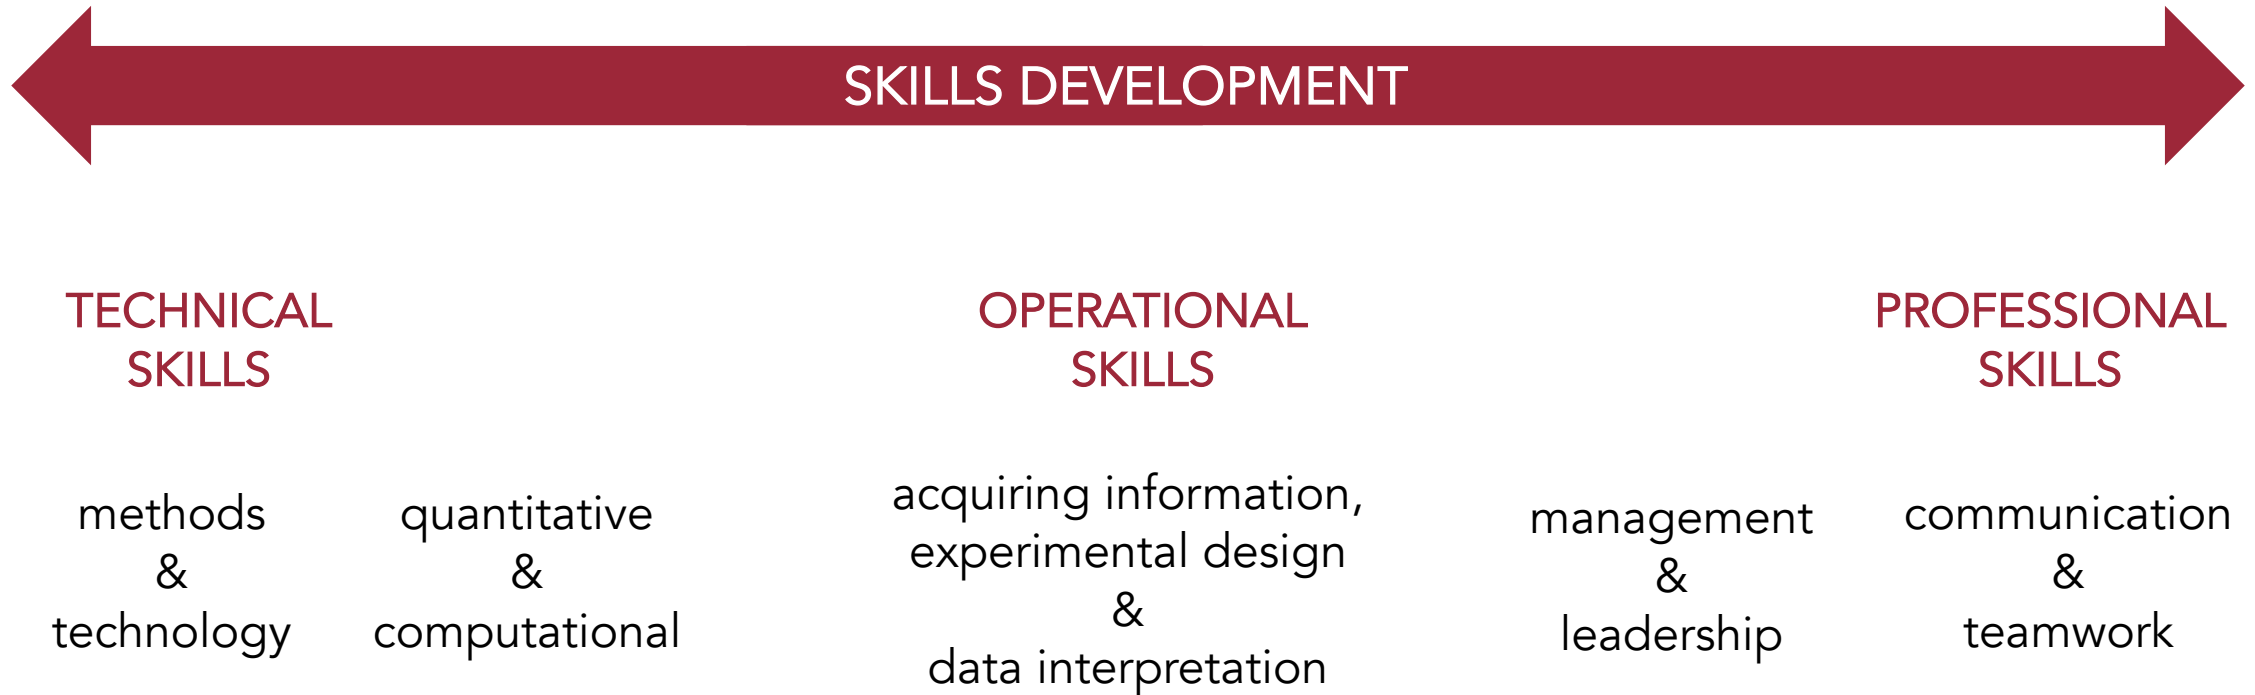 SKILLS DEVELOPMENT
TECHNICAL
SKILLS
OPERATIONAL
SKILLS
PROFESSIONAL
SKILLS
methods
&
technology
quantitative
&
computational
acquiring information,
experimental design
&
data interpretation
management
&
leadership
communication
&
teamwork